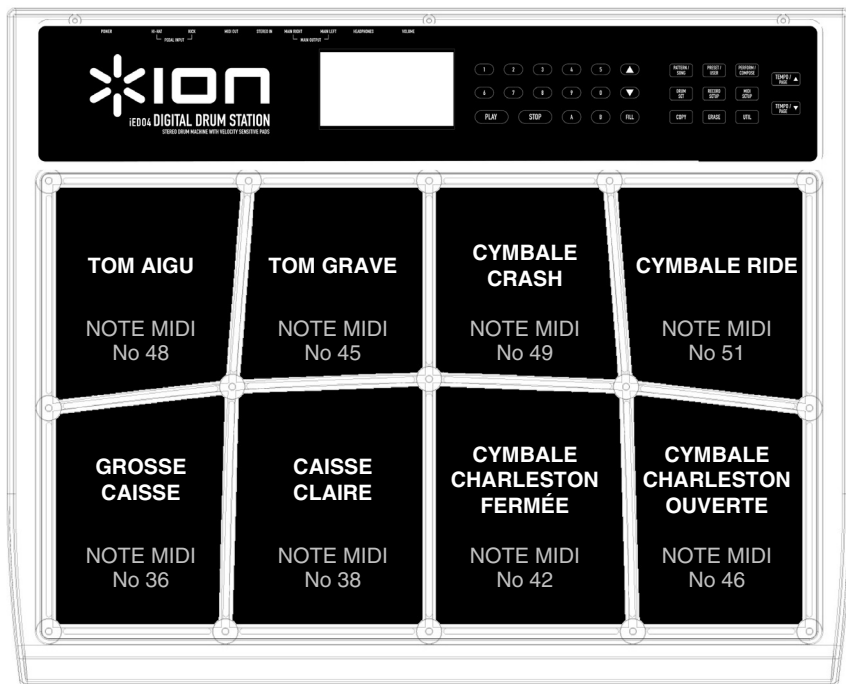 POWER HI-HAT KICK MIDI OUT STEREO IN MAIN RIGHT MAIN LEFT HEADPHONES VOLUME
PEDAL INPUT MAIN OUTPUT
ION
iED04 DIGITAL DRUM STATION
STEREO DRUM MACHINE WITH VELOCITY SENSITIVE PADS
1 2 3 4 5
6 7 8 9 0
PLAY STOP A B FILL
PATTERN / SONG
PRESET / USER
PERFORM / COMPOSE
TEMPO / PAGE
DRUM SET
RECORD SETUP
MIDI SETUP
TEMPO / PAGE
COPY ERASE UTIL
TOM AIGU
NOTE MIDI
No 48
TOM GRAVE
NOTE MIDI
No 45
CYMBALE
CRASH
NOTE MIDI
No 49
CYMBALE RIDE
NOTE MIDI
No 51
GROSSE
CAISSE
NOTE MIDI
No 36
CAISSE
CLAIRE
NOTE MIDI
No 38
CYMBALE
CHARLESTON
FERMÉE
NOTE MIDI
No 42
CYMBALE
CHARLESTON
OUVERTE
NOTE MIDI
No 46